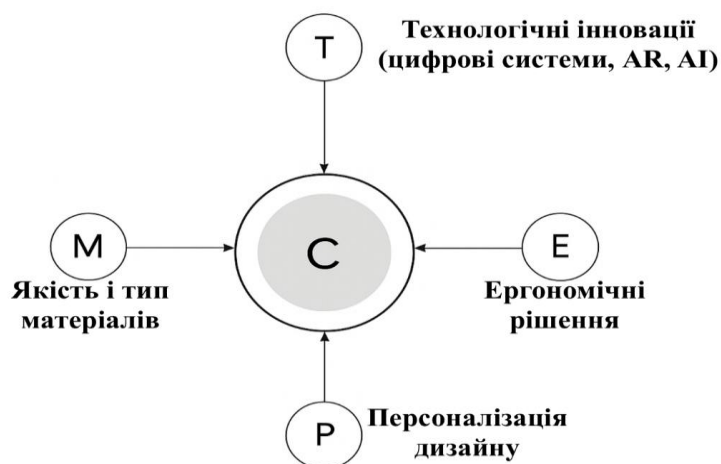 T
Технологічні інновації
(цифрові системи, AR, AI)
M
C
E
Якість і тип
матеріалів
Ергономічні
рішення
P
Персоналізація
дизайну